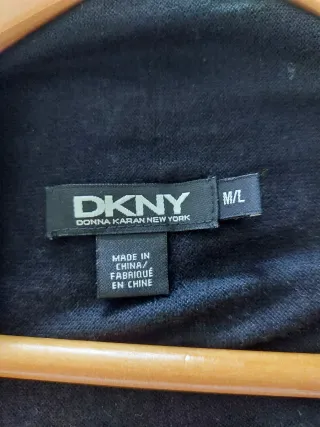 DKNY
DONNA KARAN NEW YORK
M/L
MADE IN
CHINA/
FABRIQUÉ
EN CHINE